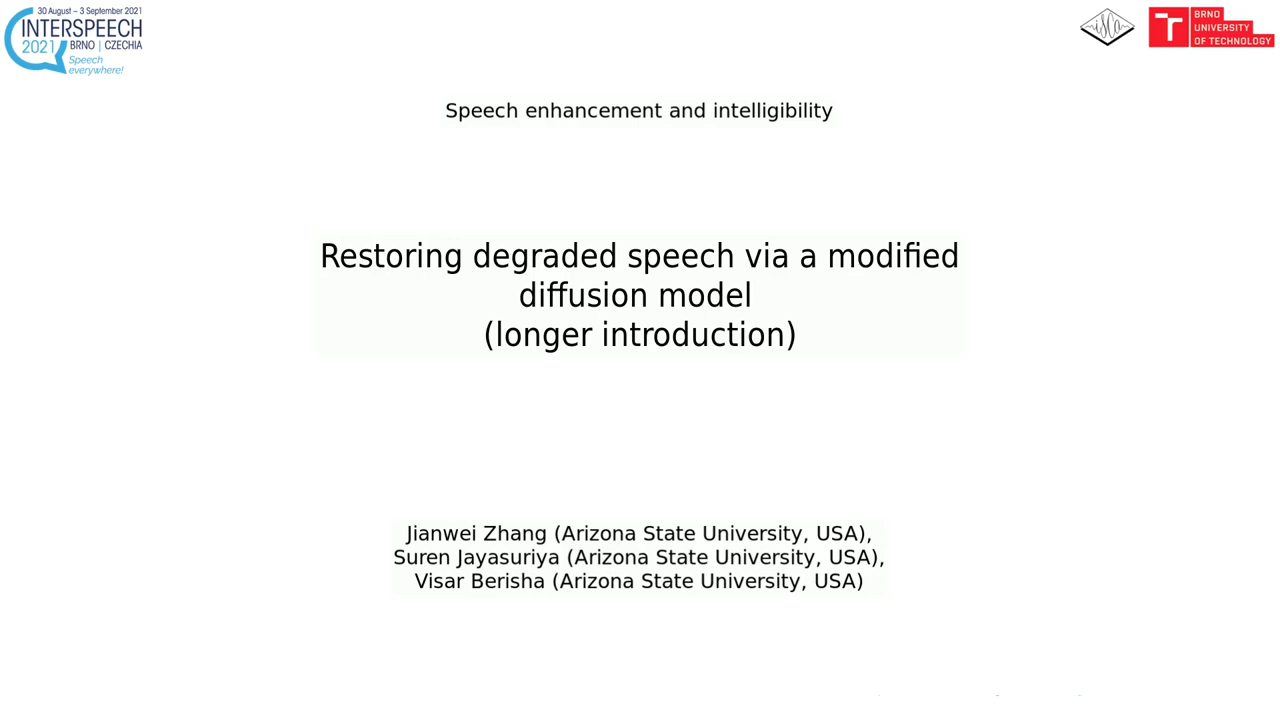 30 August – 3 September 2021
INTERSPEECH
2021 BRNO | CZECHIA
Speech
everywhere!
isca
BRNO
UNIVERSITY
OF TECHNOLOGY
Speech enhancement and intelligibility
Restoring degraded speech via a modified
diffusion model
(longer introduction)
Jianwei Zhang (Arizona State University, USA),
Suren Jayasuriya (Arizona State University, USA),
Visar Berisha (Arizona State University, USA)